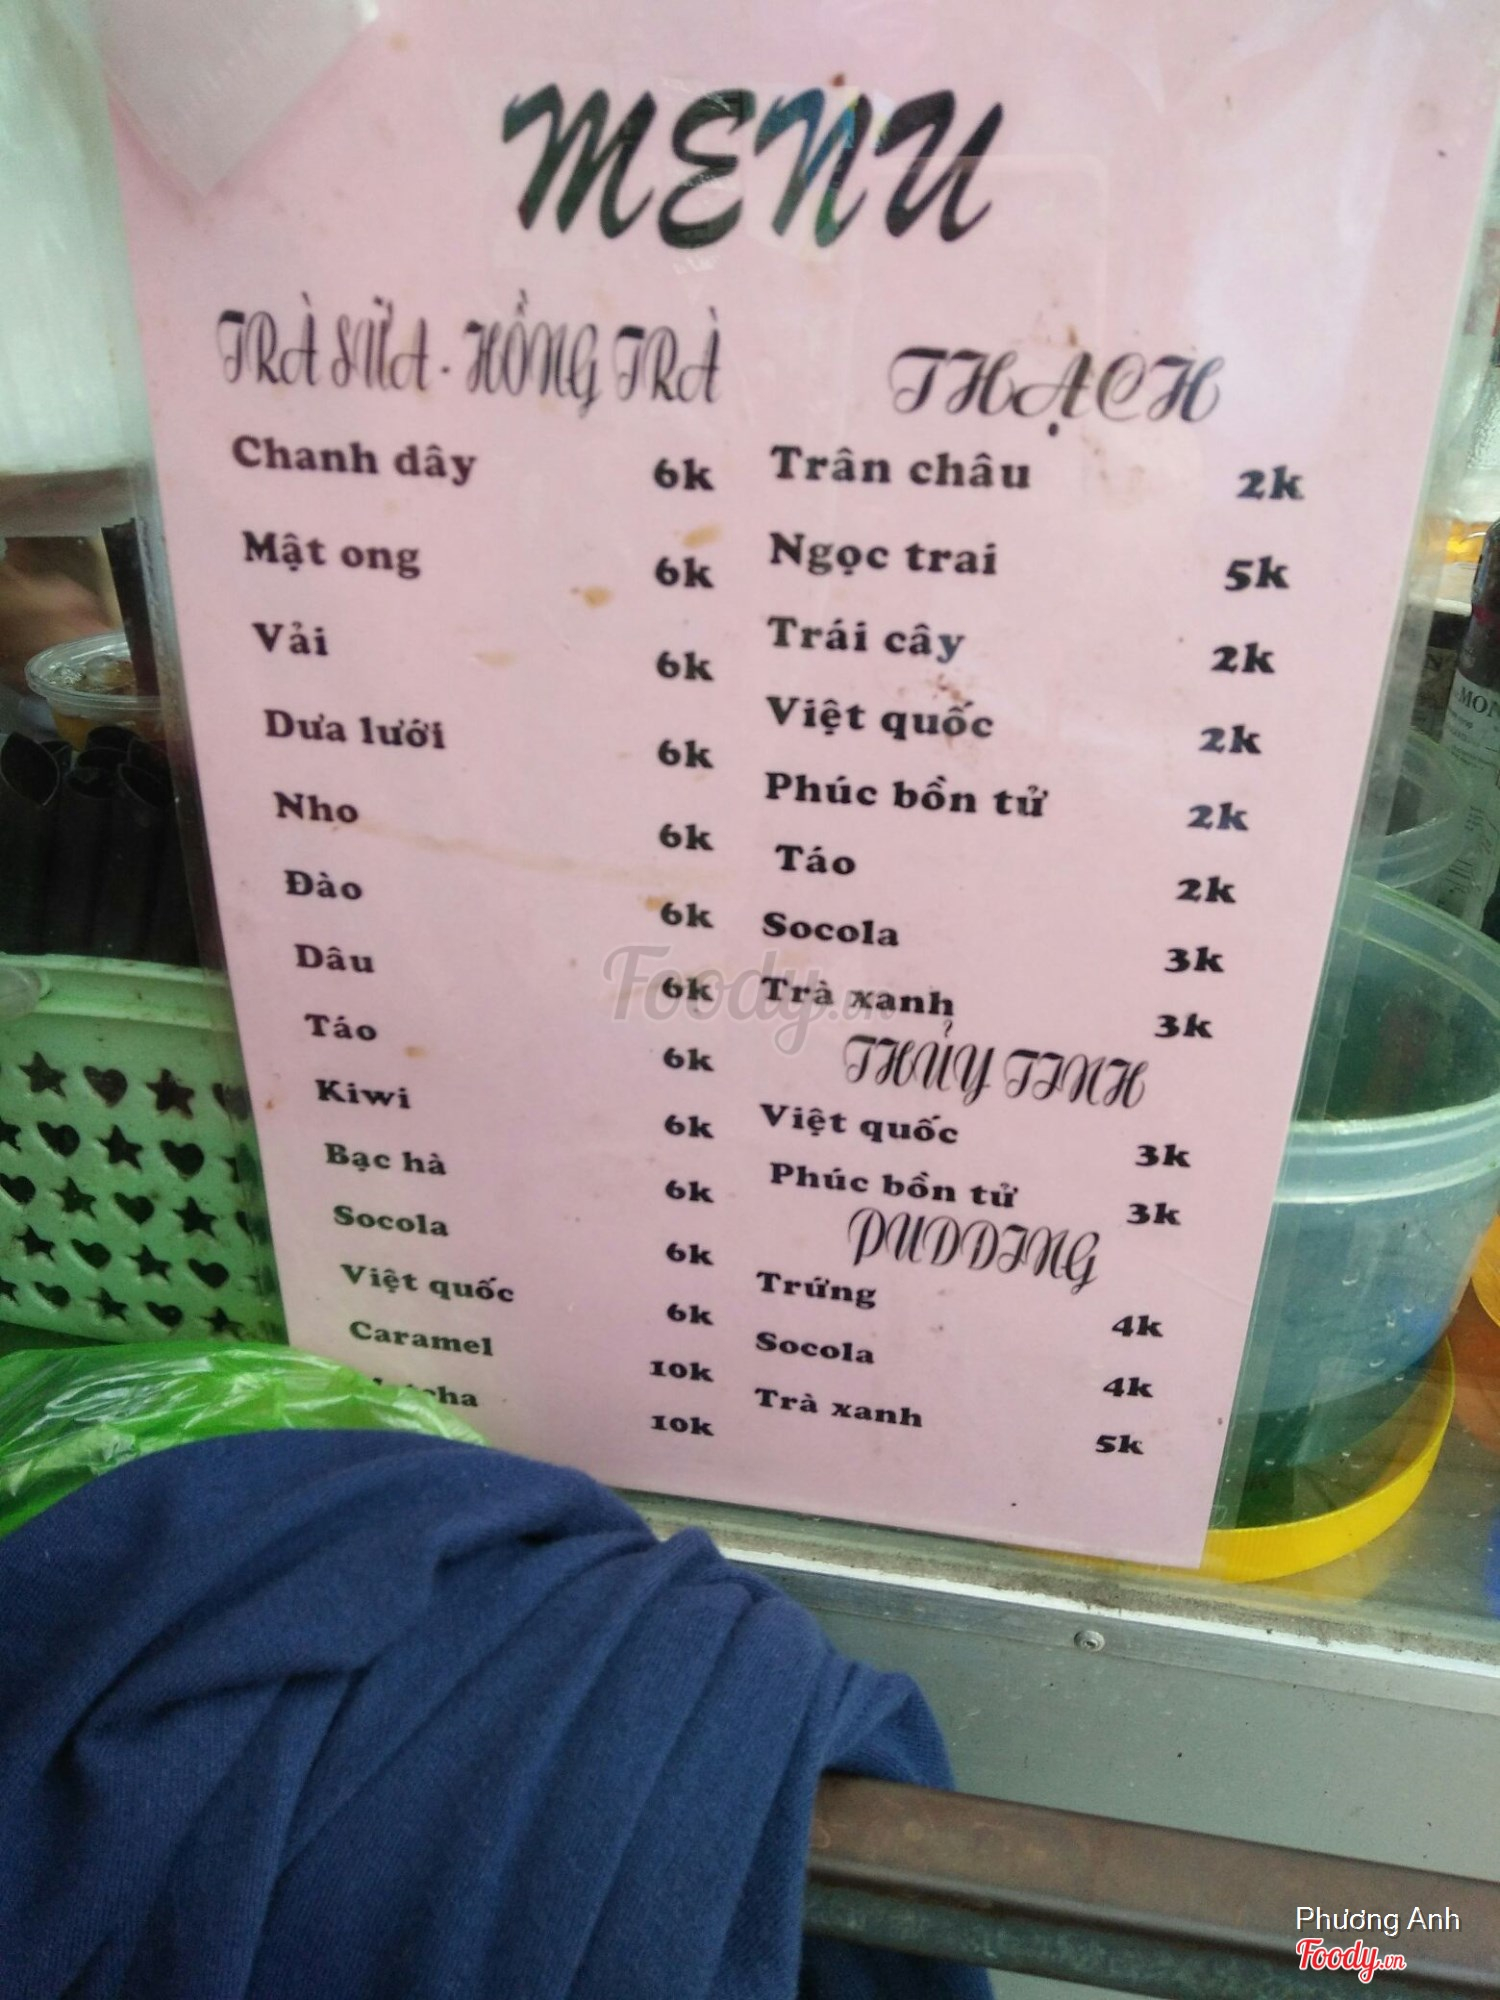 MENU
TRÀ SỮA - HỒNG TRÀ
Chanh dây 6k
Mật ong 6k
Vải 6k
Dưa lưới 6k
Nho 6k
Đào 6k
Dâu 6k
Táo 6k
Kiwi 6k
Bạc hà 6k
Socola 6k
Việt quốc 6k
Caramel 10k
10k
THẠCH
Trân châu 2k
Ngọc trai 5k
Trái cây 2k
Việt quốc 2k
Phúc bồn tử 2k
Táo 2k
Socola 3k
Trà xanh 3k
THỦY TINH
Việt quốc 3k
Phúc bồn tử 3k
PUDDING
Trứng 4k
Socola 4k
Trà xanh 5k
Foody.vn
Phương Anh
Foody.vn